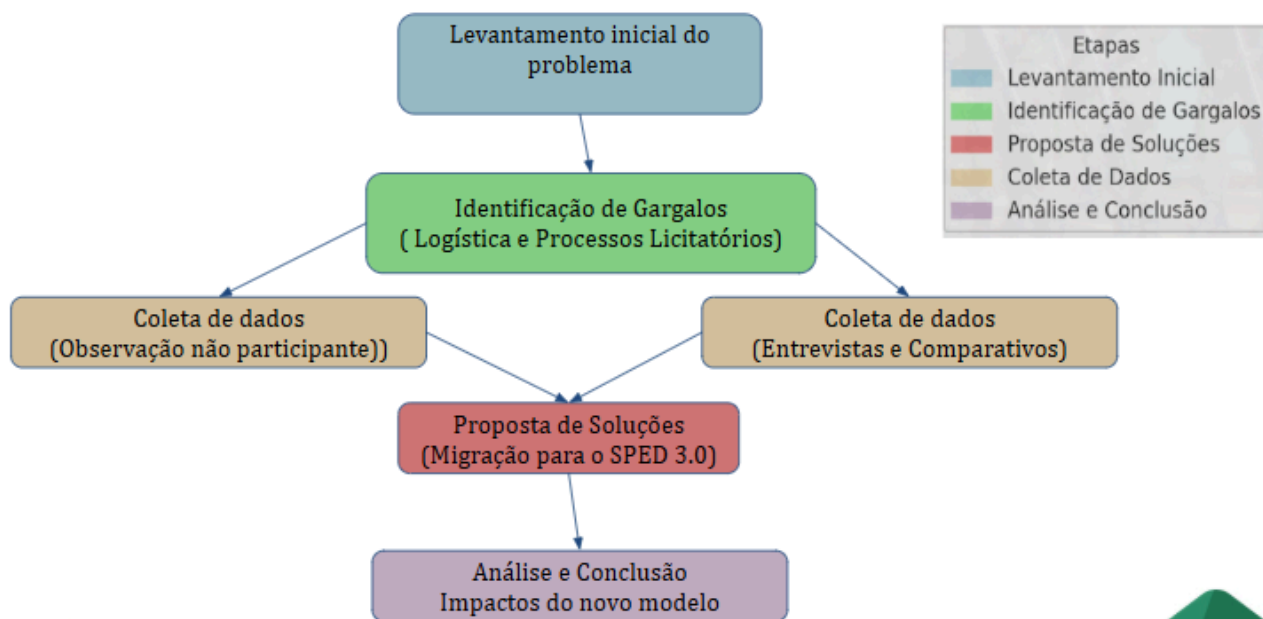 Levantamento inicial do
problema
Etapas
Levantamento Inicial
Identificação de Gargalos
Proposta de Soluções
Coleta de Dados
Análise e Conclusão
Identificação de Gargalos
( Logística e Processos Licitatórios)
Coleta de dados
(Observação não participante))
Coleta de dados
(Entrevistas e Comparativos)
Proposta de Soluções
(Migração para o SPED 3.0)
Análise e Conclusão
Impactos do novo modelo